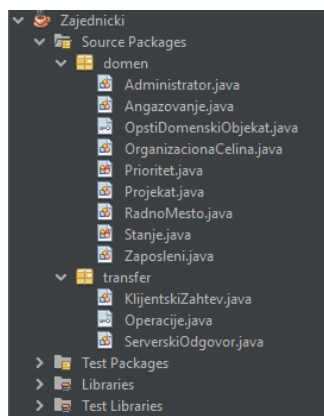 Zajednicki
Source Packages
domen
Administrator.java
Angazovanje.java
OpstiDomenskiObjekat.java
OrganizacionaCelina.java
Prioritet.java
Projekat.java
RadnoMesto.java
Stanje.java
Zaposleni.java
transfer
KlijentskiZahtev.java
Operacije.java
ServerskiOdgovor.java
Test Packages
Libraries
Test Libraries